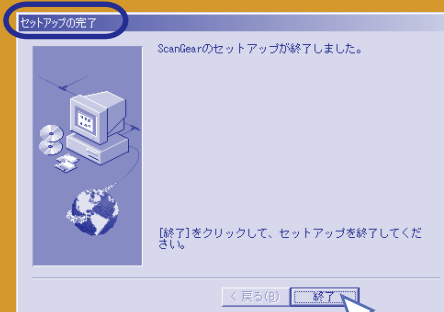 セットアップの完了
ScanGearのセットアップが終了しました。
[終了]をクリックして、セットアップを終了してくだ
さい。
< 戻る(B)
終了